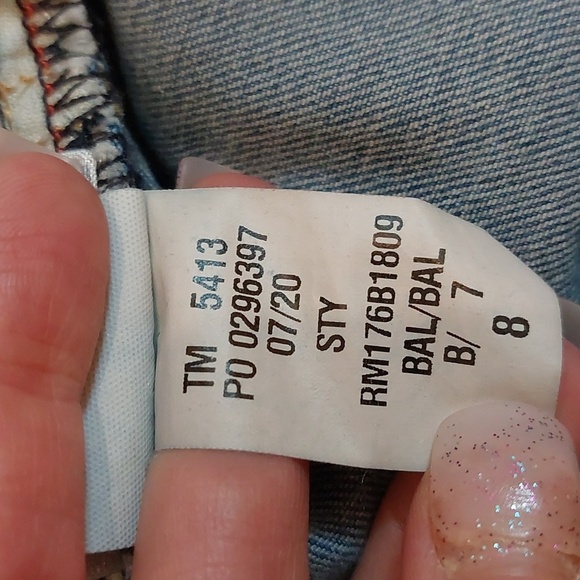 TM 5413
PO 0296397
07/20
STY
RM176B1809
BAL/BAL
B/ 7
8